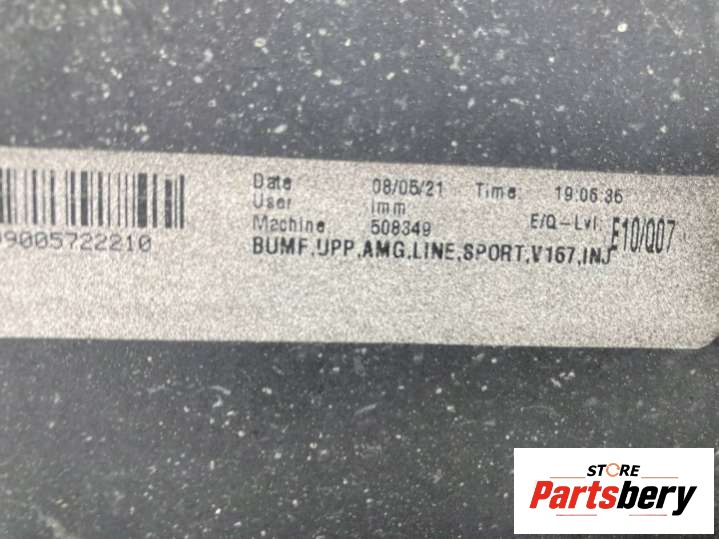 Date 08/05/21 Time: 19:06:36
User imm
Machine 508349 E/Q-Lvl: E10/Q07
9005722210
BUMF,UPP,AMG,LINE,SPORT,V167,INJ
STORE
Partsbery